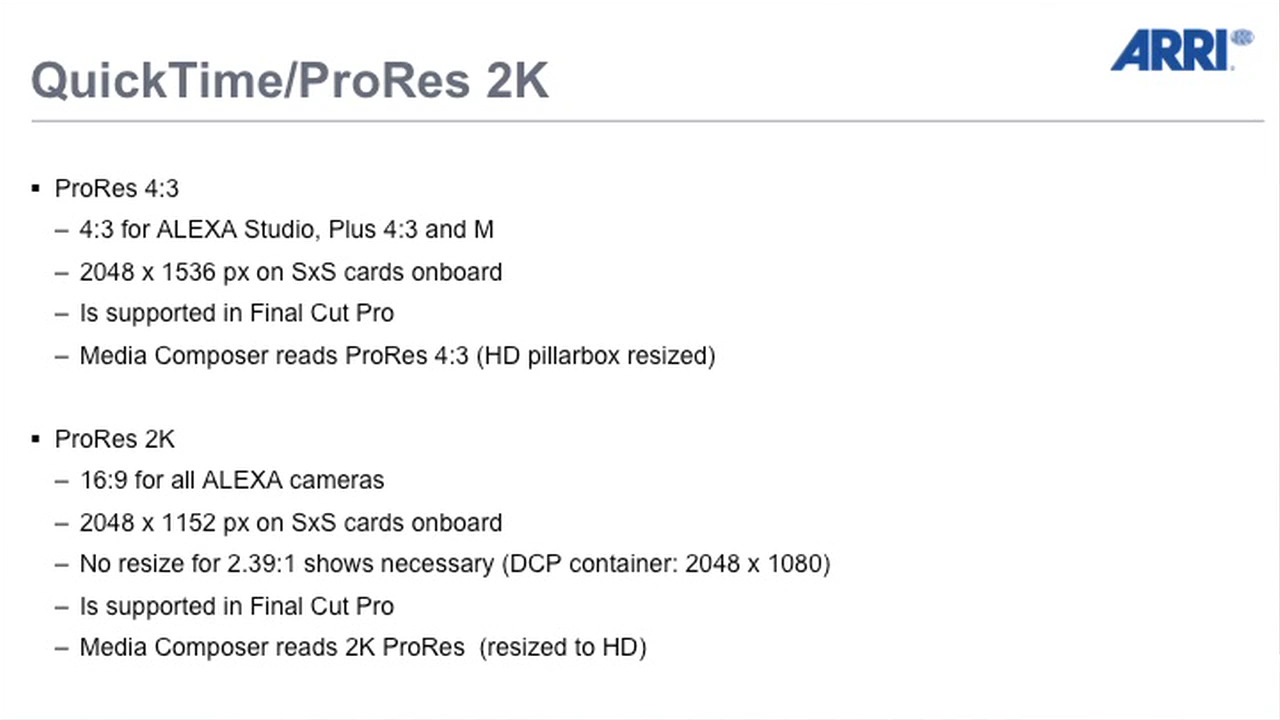 ARRI
QuickTime/ProRes 2K
▪ ProRes 4:3
– 4:3 for ALEXA Studio, Plus 4:3 and M
– 2048 x 1536 px on SxS cards onboard
– Is supported in Final Cut Pro
– Media Composer reads ProRes 4:3 (HD pillarbox resized)
▪ ProRes 2K
– 16:9 for all ALEXA cameras
– 2048 x 1152 px on SxS cards onboard
– No resize for 2.39:1 shows necessary (DCP container: 2048 x 1080)
– Is supported in Final Cut Pro
– Media Composer reads 2K ProRes  (resized to HD)